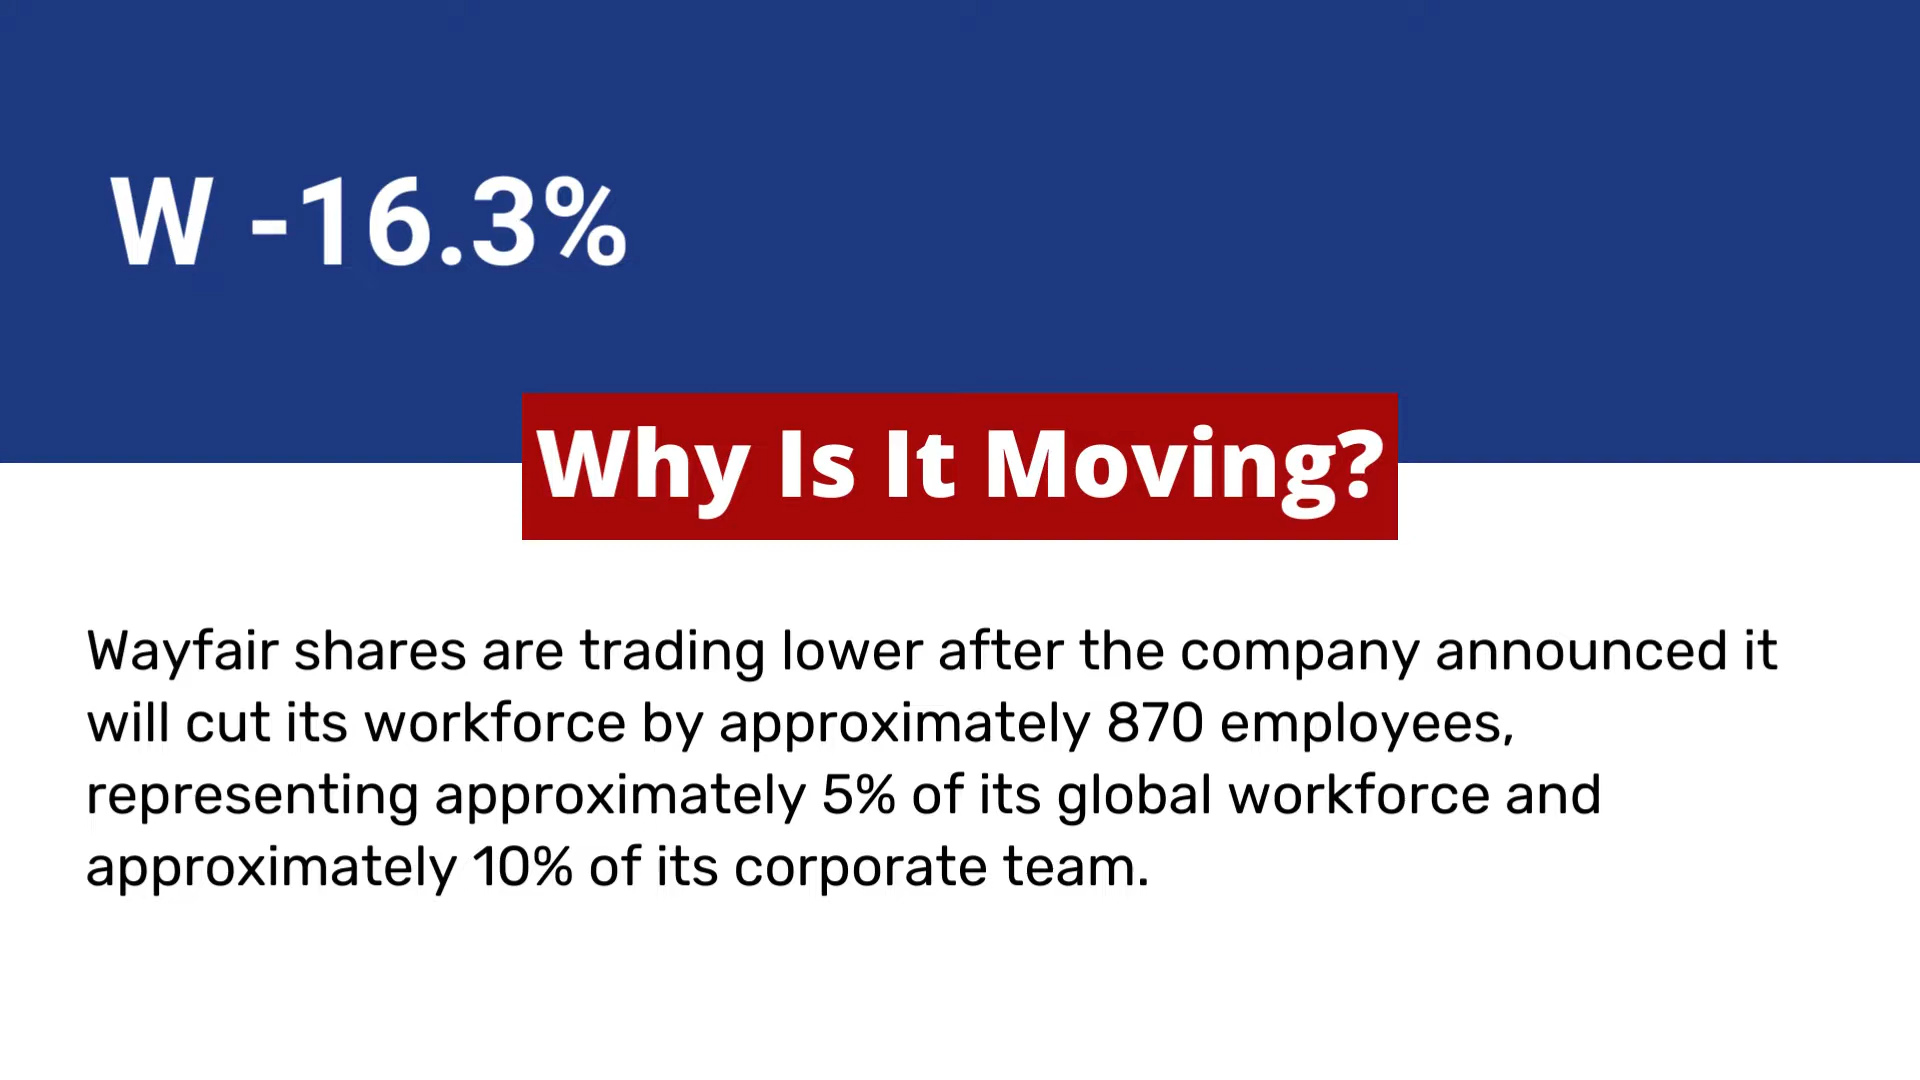 W -16.3%
Why Is It Moving?
Wayfair shares are trading lower after the company announced it
will cut its workforce by approximately 870 employees,
representing approximately 5% of its global workforce and
approximately 10% of its corporate team.